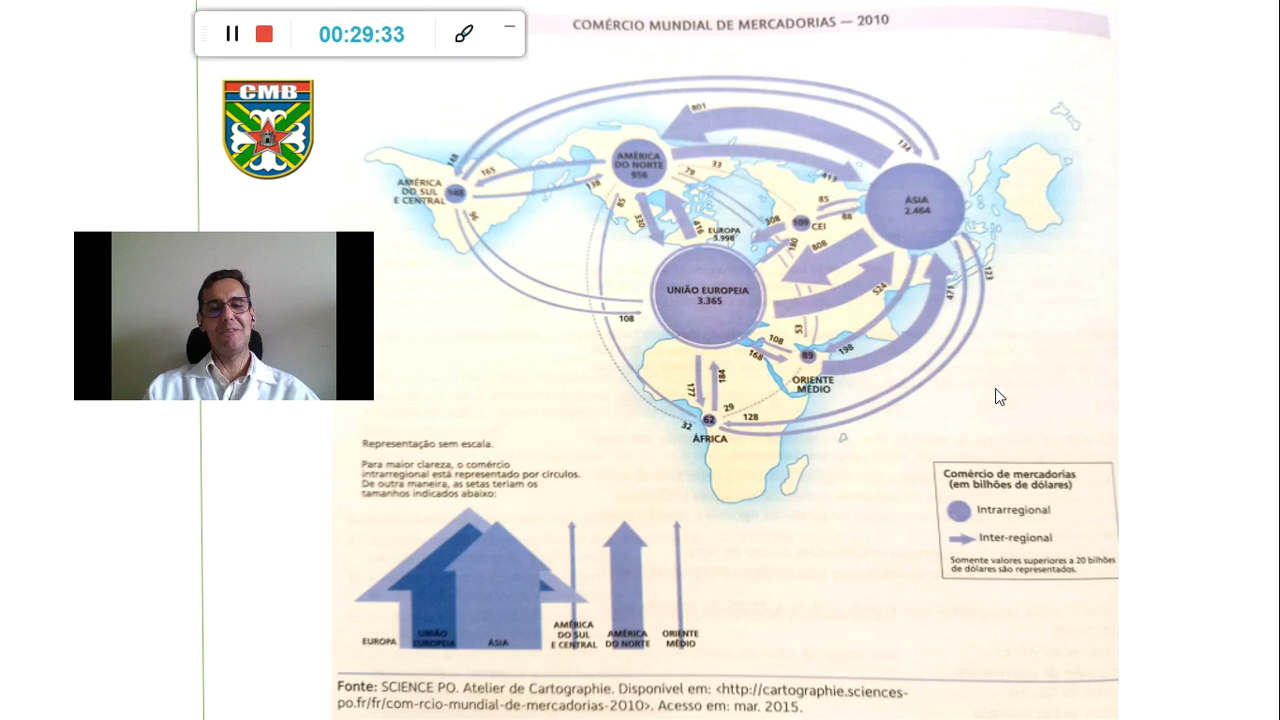 00:29:33
COMÉRCIO MUNDIAL DE MERCADORIAS — 2010
CMB
801
134
148
165
138
AMÉRICA
DO NORTE
956
33
79
413
AMÉRICA
DO SUL
E CENTRAL
148
96
85
330
416
EUROPA
3.998
308
109
CEI
85
88
180
808
ÁSIA
2.464
UNIÃO EUROPEIA
3.365
524
471
123
108
53
108
168
89
198
ORIENTE
MÉDIO
177
184
29
128
62
32
ÁFRICA
Representação sem escala.
Para maior clareza, o comércio
intrarregional está representado por círculos.
De outra maneira, as setas teriam os
tamanhos indicados abaixo:
Comércio de mercadorias
(em bilhões de dólares)
Intrarregional
Inter-regional
Somente valores superiores a 20 bilhões
de dólares são representados.
EUROPA
UNIÃO
EUROPEIA
ÁSIA
AMÉRICA
DO SUL
E CENTRAL
AMÉRICA
DO NORTE
ORIENTE
MÉDIO
Fonte: SCIENCE PO. Atelier de Cartographie. Disponível em: <http://cartographie.sciences-
po.fr/fr/com-rcio-mundial-de-mercadorias-2010>. Acesso em: mar. 2015.